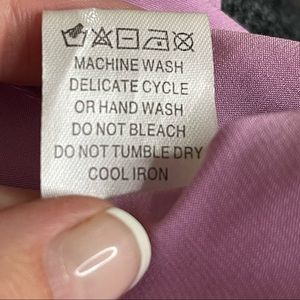 MACHINE WASH
DELICATE CYCLE
OR HAND WASH
DO NOT BLEACH
DO NOT TUMBLE DRY
COOL IRON